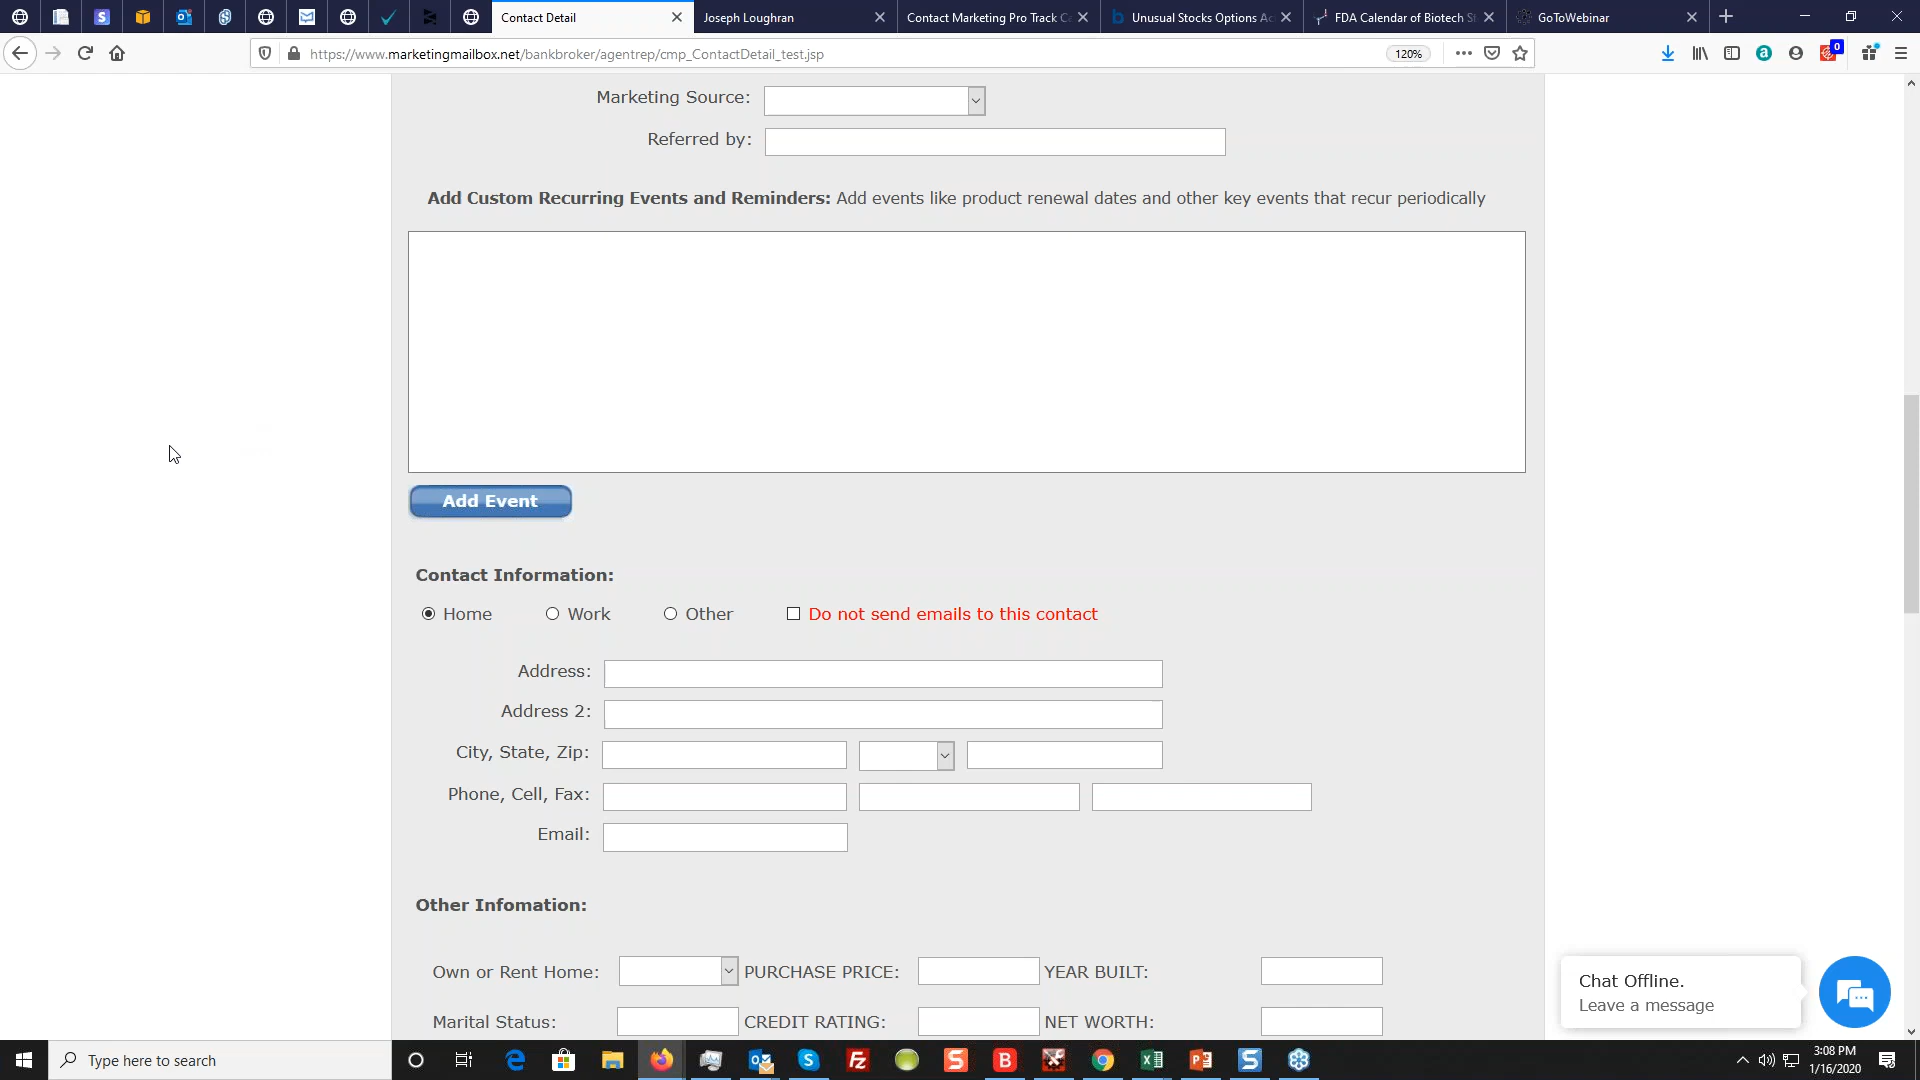 Contact Detail
Joseph Loughran
Contact Marketing Pro Track C
Unusual Stocks Options Ac
FDA Calendar of Biotech S
GoToWebinar
https://www.marketingmailbox.net/bankbroker/agentrep/cmp_ContactDetail_test.jsp
120%
0
Marketing Source:
Referred by:
Add Custom Recurring Events and Reminders: Add events like product renewal dates and other key events that recur periodically
Add Event
Contact Information:
Home Work Other Do not send emails to this contact
Address:
Address 2:
City, State, Zip:
Phone, Cell, Fax:
Email:
Other Infomation:
Own or Rent Home: PURCHASE PRICE: YEAR BUILT:
Marital Status: CREDIT RATING: NET WORTH:
Chat Offline.
Leave a message
Type here to search
3:08 PM
1/16/2020